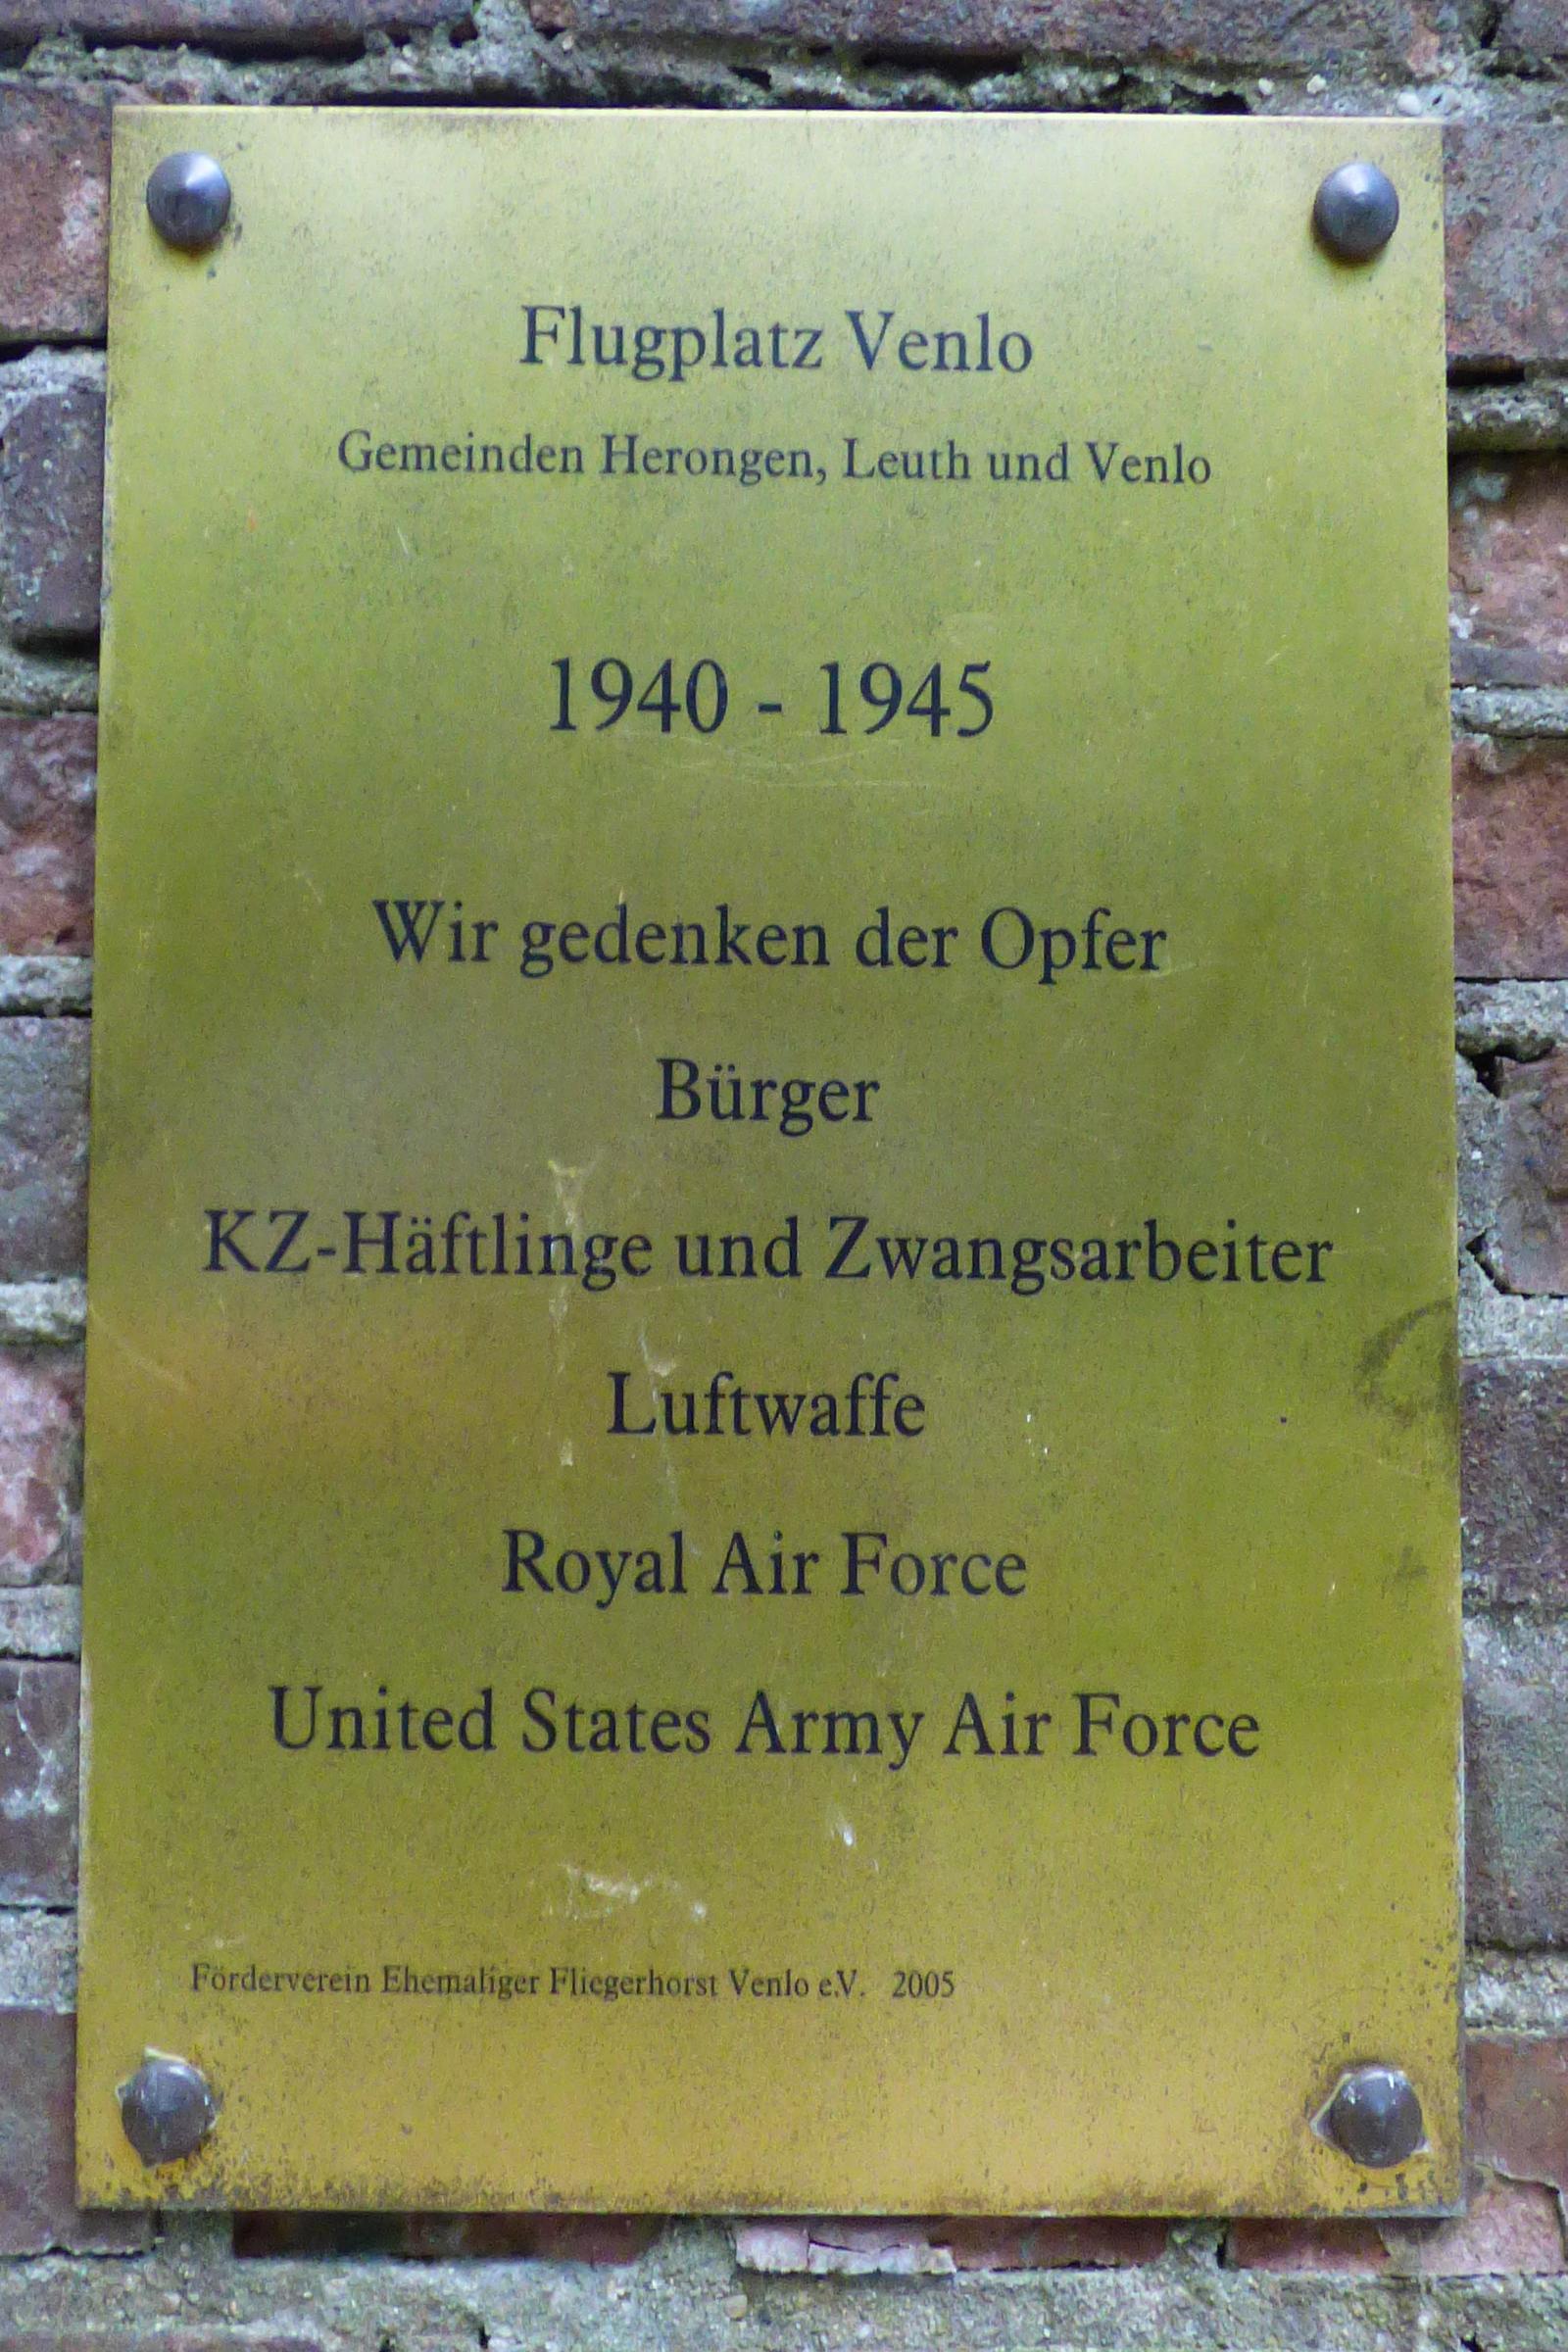 Flugplatz Venlo
Gemeinden Herongen, Leuth und Venlo
1940 - 1945
Wir gedenken der Opfer
Bürger
KZ-Häftlinge und Zwangsarbeiter
Luftwaffe
Royal Air Force
United States Army Air Force
Förderverein Ehemaliger Fliegerhorst Venlo e.V. 2005